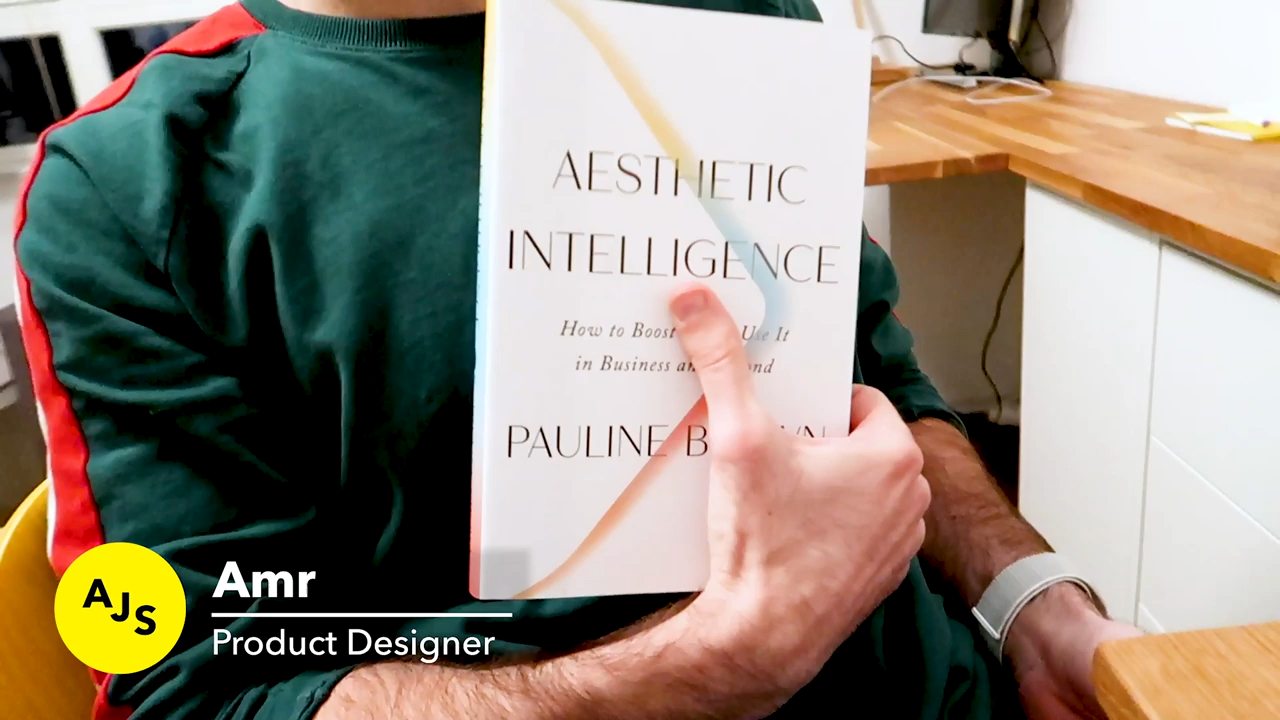 AESTHETIC
INTELLIGENCE
How to Boost Use It
in Business
PAULINE
AJS
Amr
Product Designer